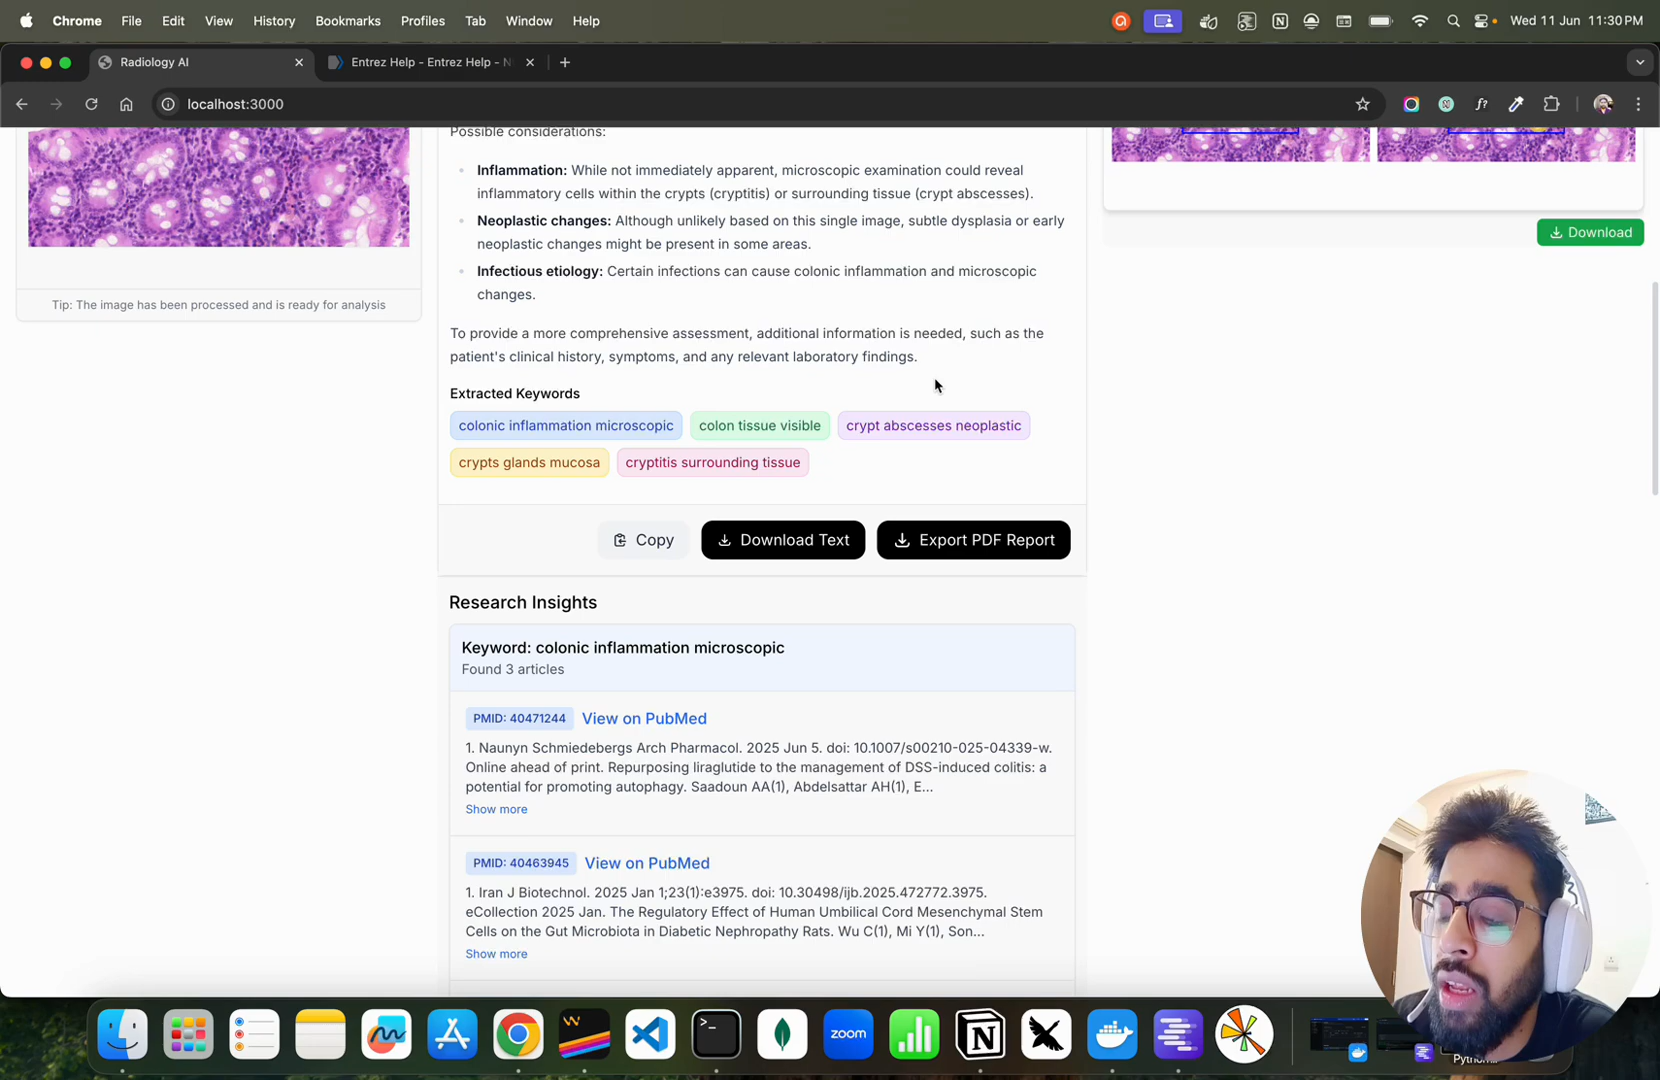 Chrome File Edit View History Bookmarks Profiles Tab Window Help Wed 11 Jun 11:30 PM
Radiology AI
Entrez Help - Entrez Help - N
localhost:3000
Possible considerations:
Inflammation: While not immediately apparent, microscopic examination could reveal
inflammatory cells within the crypts (cryptitis) or surrounding tissue (crypt abscesses).
Neoplastic changes: Although unlikely based on this single image, subtle dysplasia or early
neoplastic changes might be present in some areas.
Infectious etiology: Certain infections can cause colonic inflammation and microscopic
changes.
To provide a more comprehensive assessment, additional information is needed, such as the
patient's clinical history, symptoms, and any relevant laboratory findings.
Tip: The image has been processed and is ready for analysis
Download
Extracted Keywords
colonic inflammation microscopic
colon tissue visible
crypt abscesses neoplastic
crypts glands mucosa
cryptitis surrounding tissue
Copy
Download Text
Export PDF Report
Research Insights
Keyword: colonic inflammation microscopic
Found 3 articles
PMID: 40471244 View on PubMed
1. Naunyn Schmiedebergs Arch Pharmacol. 2025 Jun 5. doi: 10.1007/s00210-025-04339-w.
Online ahead of print. Repurposing liraglutide to the management of DSS-induced colitis: a
potential for promoting autophagy. Saadoun AA(1), Abdelsattar AH(1), E...
Show more
PMID: 40463945 View on PubMed
1. Iran J Biotechnol. 2025 Jan 1;23(1):e3975. doi: 10.30498/ijb.2025.472772.3975.
eCollection 2025 Jan. The Regulatory Effect of Human Umbilical Cord Mesenchymal Stem
Cells on the Gut Microbiota in Diabetic Nephropathy Rats. Wu C(1), Mi Y(1), Son...
Show more
zoom